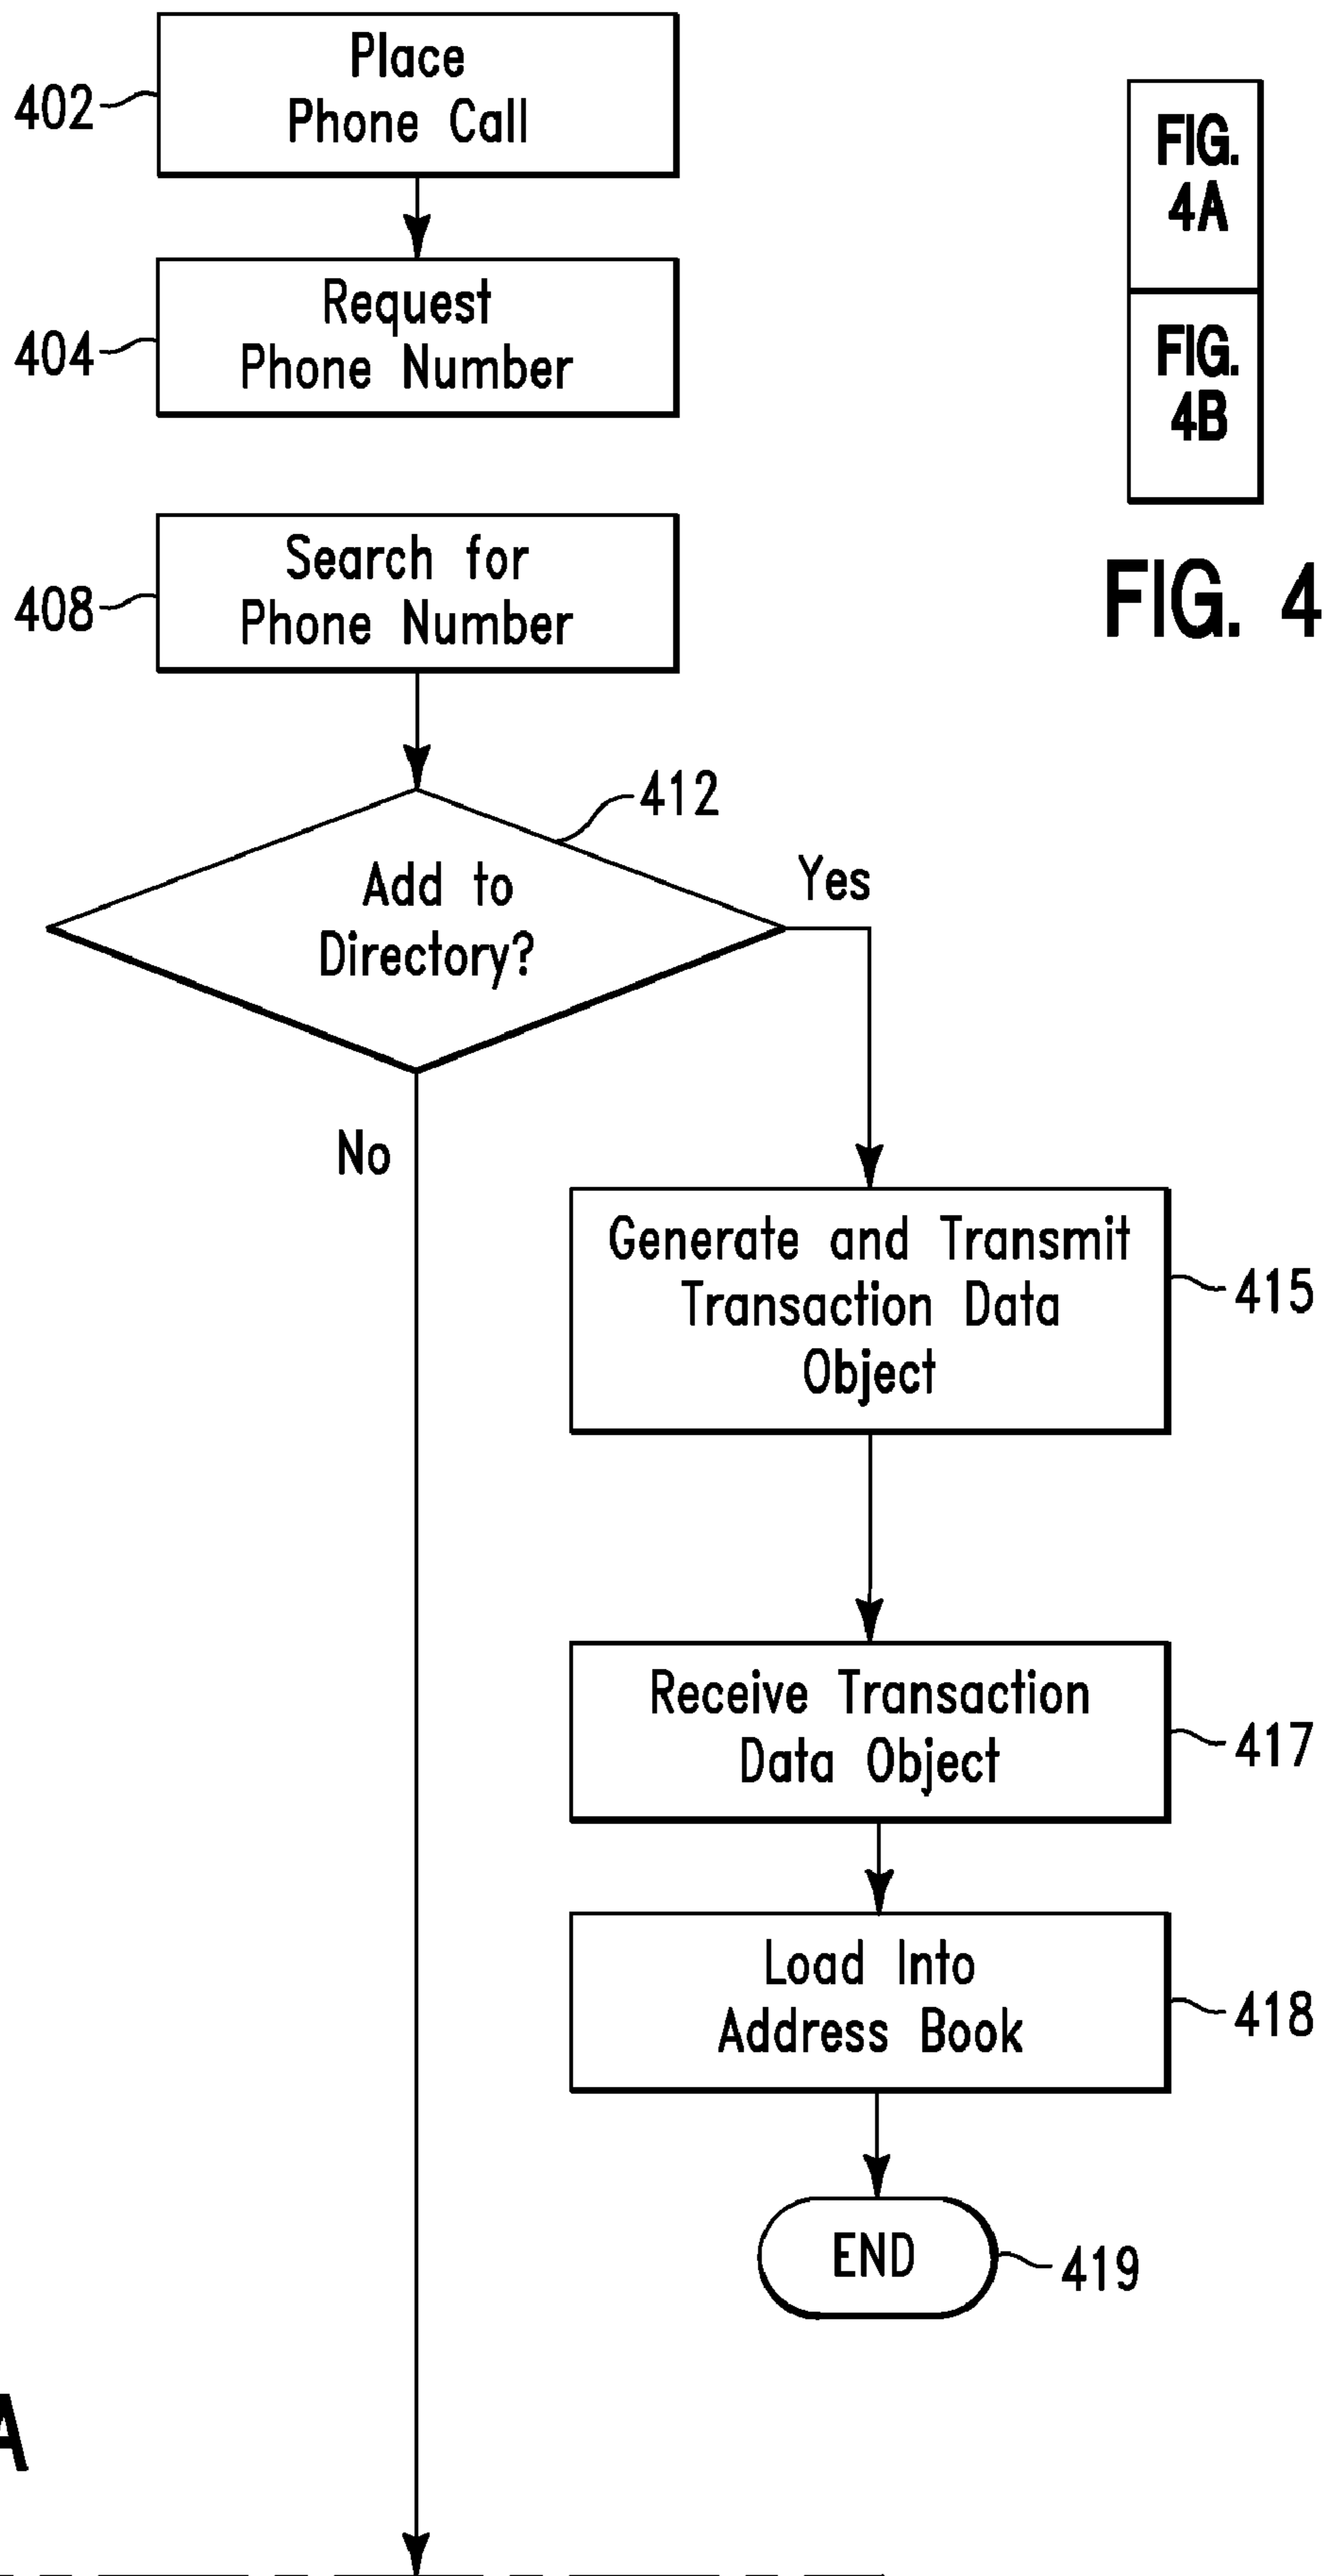 Place
Phone Call
402
FIG.
4A
Request
Phone Number
404
FIG.
4B
FIG. 4
Search for
Phone Number
408
412
Add to
Directory?
Yes
No
Generate and Transmit
Transaction Data
Object
415
Receive Transaction
Data Object
417
Load Into
Address Book
418
END
419
A